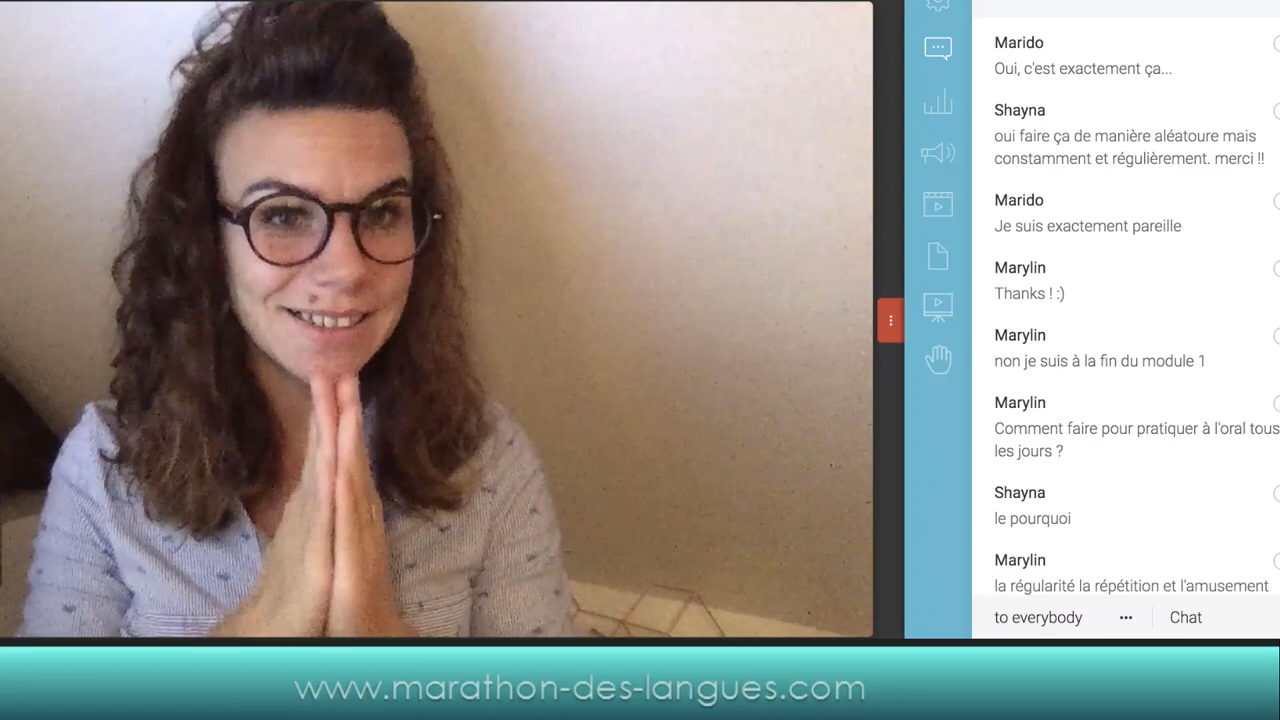 Marido
Oui, c'est exactement ça...
Shayna
oui faire ça de manière aléatoure mais
constamment et régulièrement. merci !!
Marido
Je suis exactement pareille
Marylin
Thanks ! :)
Marylin
non je suis à la fin du module 1
Marylin
Comment faire pour pratiquer à l'oral tous
les jours ?
Shayna
le pourquoi
Marylin
la régularité la répétition et l'amusement
to everybody
Chat
www.marathon-des-langues.com